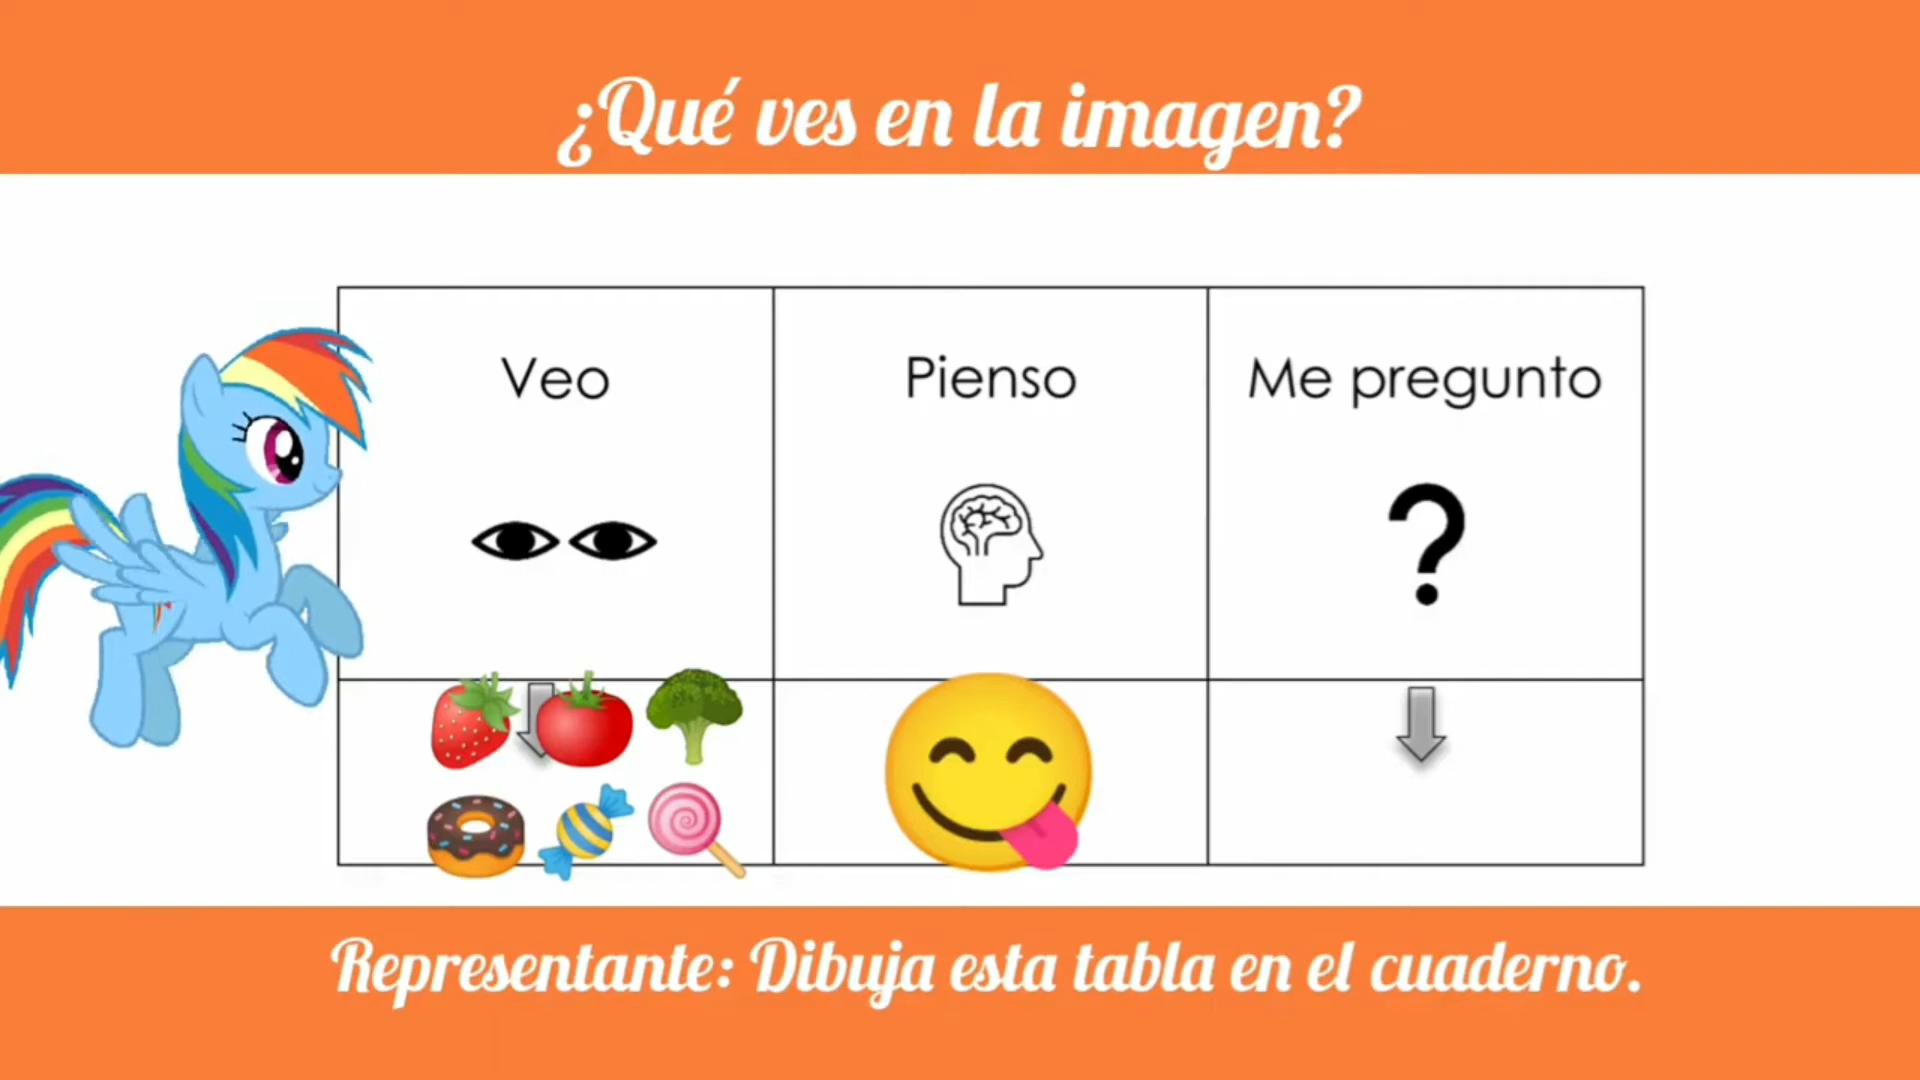 ¿Qué ves en la imagen?
Veo
Pienso
Me pregunto
?
Representante: Dibuja esta tabla en el cuaderno.